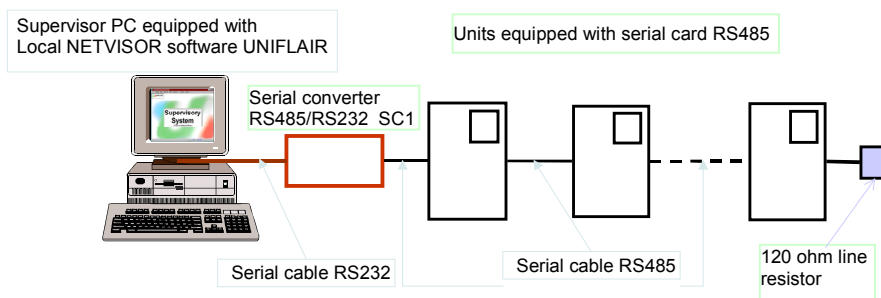 Supervisor PC equipped with
Local NETVISOR software UNIFLAIR
Units equipped with serial card RS485
Supervisory
System
Serial converter
RS485/RS232 SC1
Serial cable RS232
Serial cable RS485
120 ohm line
resistor